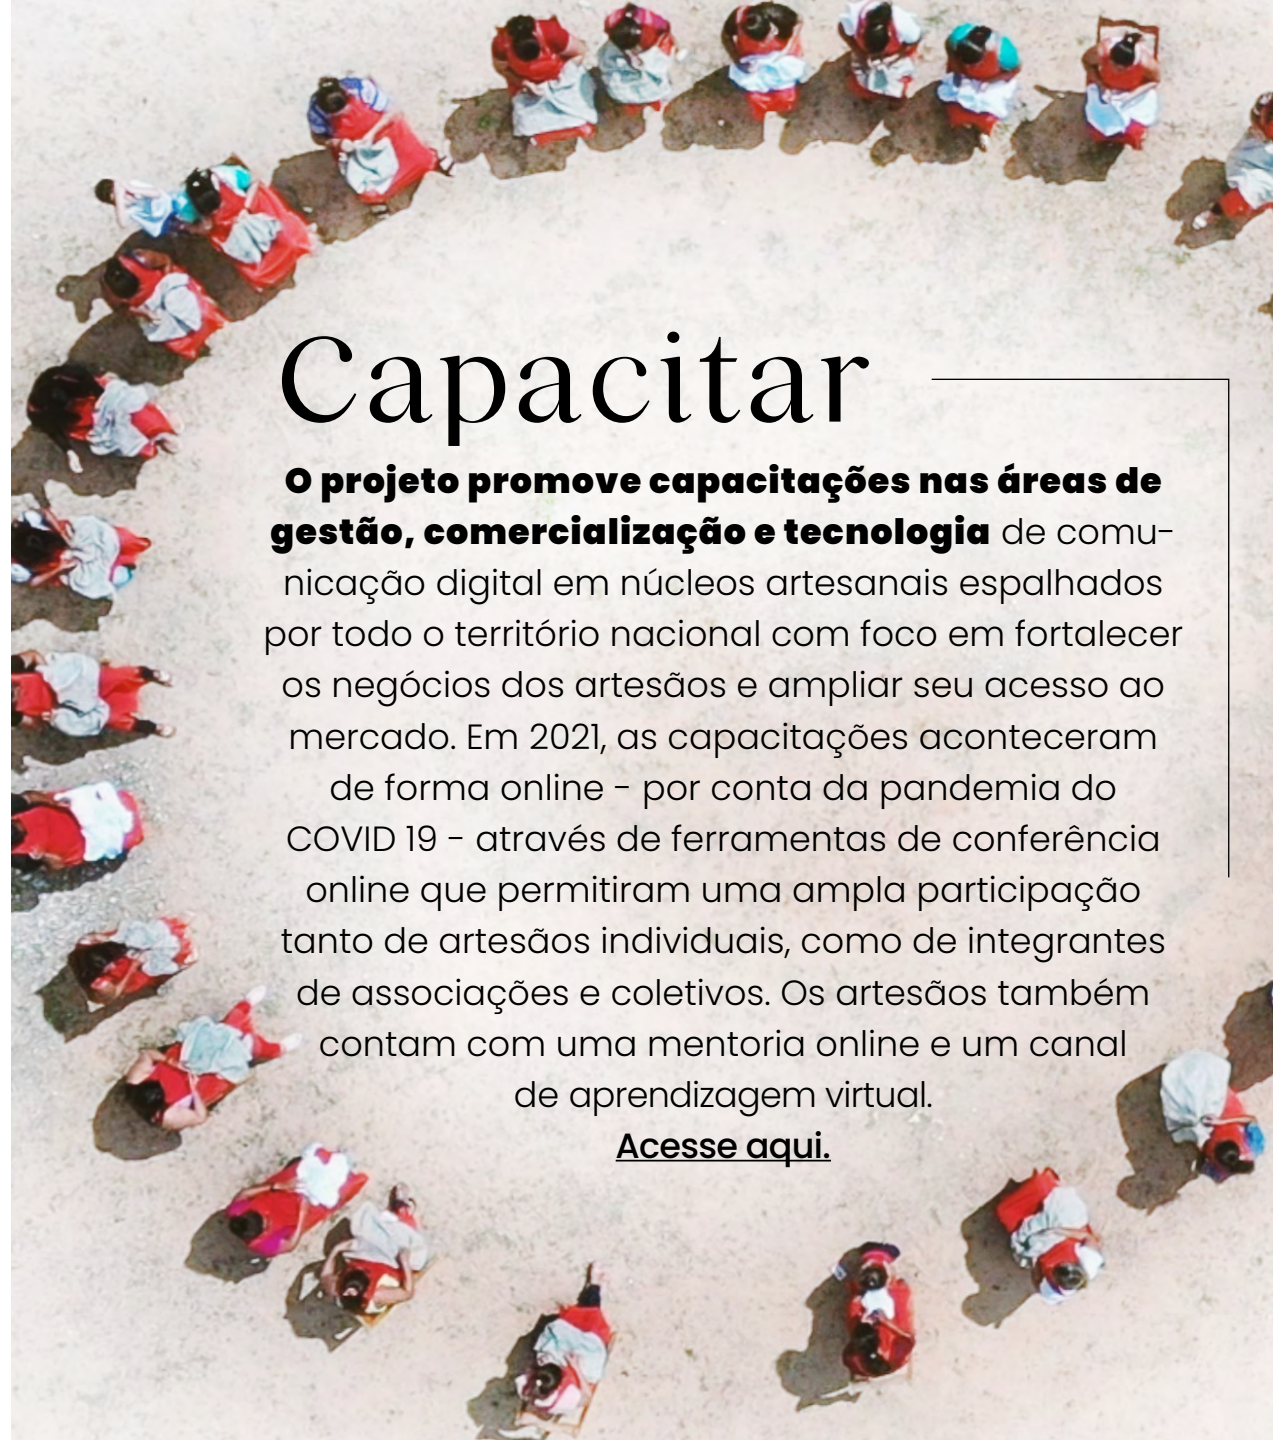 Capacitar
O projeto promove capacitações nas áreas de
gestão, comercialização e tecnologia de comu-
nicação digital em núcleos artesanais espalhados
por todo o território nacional com foco em fortalecer
os negócios dos artesãos e ampliar seu acesso ao
mercado. Em 2021, as capacitações aconteceram
de forma online - por conta da pandemia do
COVID 19 - através de ferramentas de conferência
online que permitiram uma ampla participação
tanto de artesãos individuais, como de integrantes
de associações e coletivos. Os artesãos também
contam com uma mentoria online e um canal
de aprendizagem virtual.
Acesse aqui.